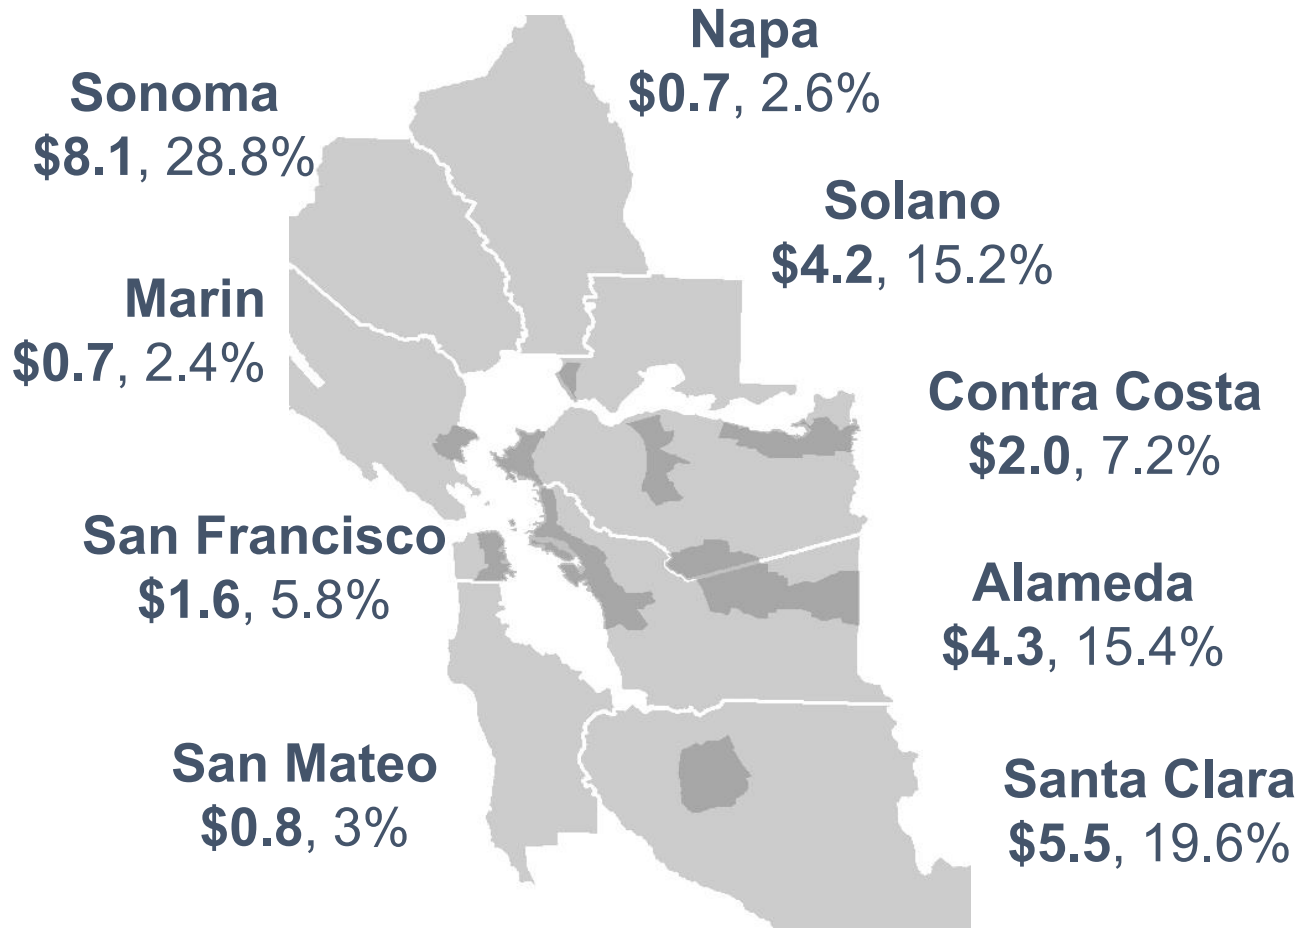 Napa
$0.7, 2.6%
Sonoma
$8.1, 28.8%
Solano
$4.2, 15.2%
Marin
$0.7, 2.4%
Contra Costa
$2.0, 7.2%
San Francisco
$1.6, 5.8%
Alameda
$4.3, 15.4%
San Mateo
$0.8, 3%
Santa Clara
$5.5, 19.6%